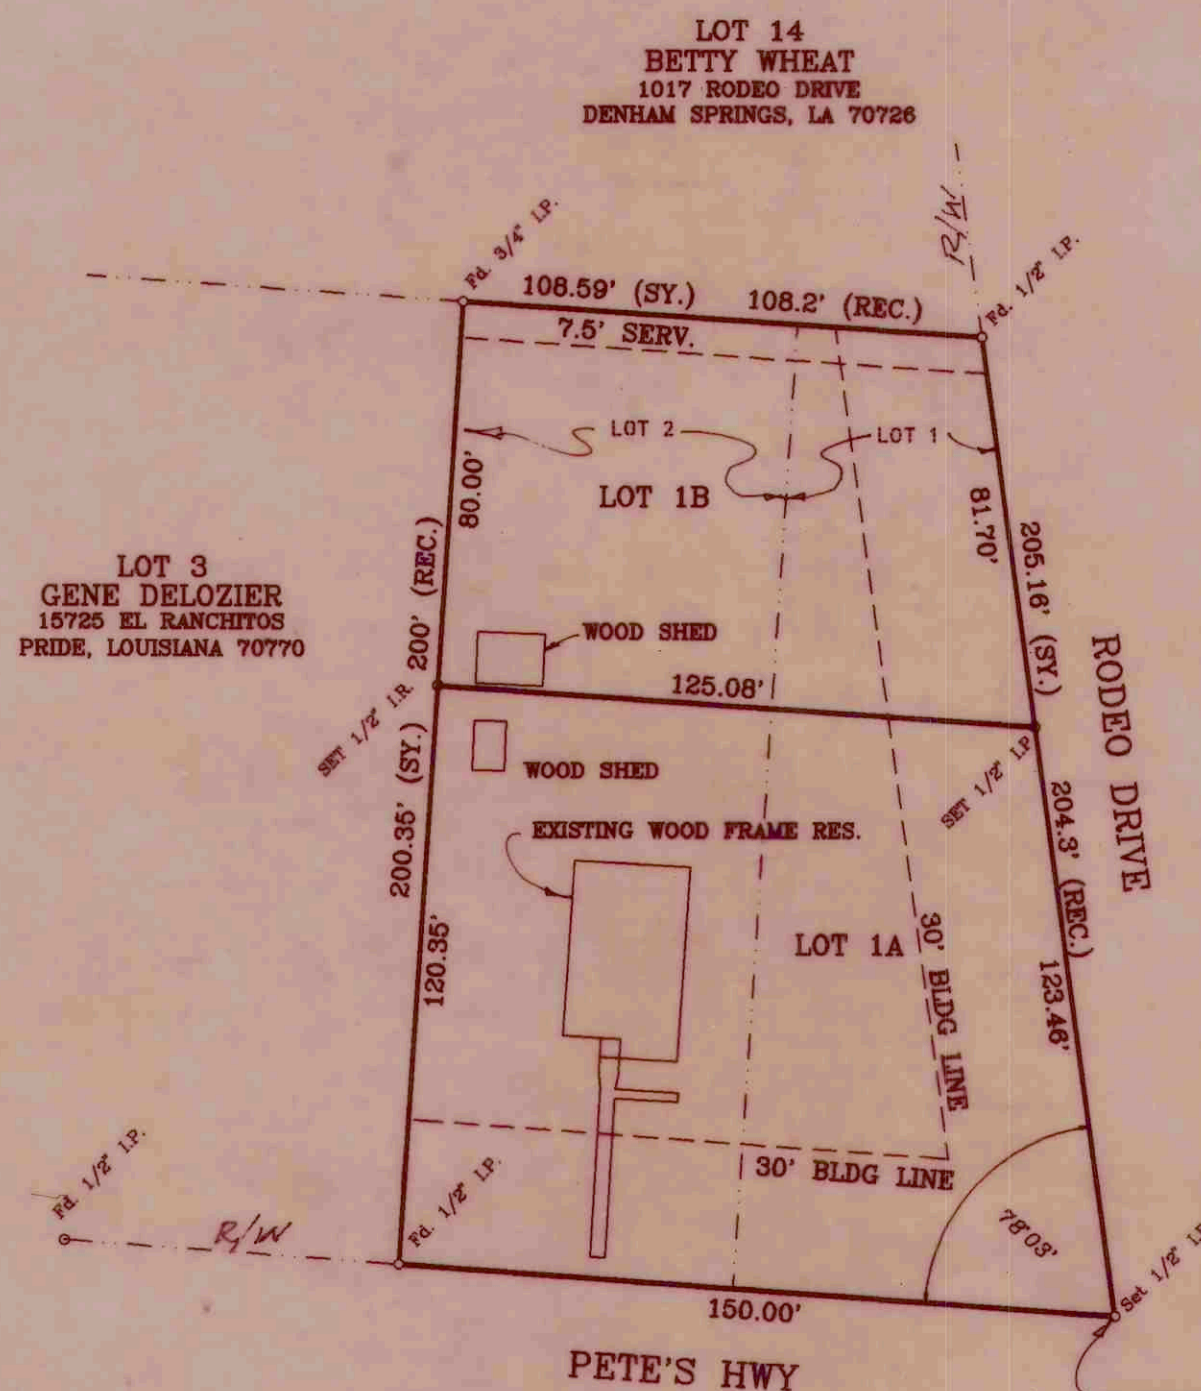 LOT 14
BETTY WHEAT
1017 RODEO DRIVE
DENHAM SPRINGS, LA 70726
R/W
Fd. 3/4" I.P.
Fd. 1/2" I.P.
108.59' (SY.) 108.2' (REC.)
7.5' SERV.
LOT 2
LOT 1
LOT 1B
80.00'
81.70'
200' (REC.)
205.16' (SY.)
LOT 3
GENE DELOZIER
15725 EL RANCHITOS
PRIDE, LOUISIANA 70770
WOOD SHED
125.08'
SET 1/2" I.R.
SET 1/2" I.P.
RODEO DRIVE
WOOD SHED
200.35' (SY.)
204.3' (REC.)
EXISTING WOOD FRAME RES.
LOT 1A
120.35'
30' BLDG LINE
123.46'
30' BLDG LINE
78°03'
Fd. 1/2" I.P.
R/W
Fd. 1/2" I.P.
Set 1/2" I.P.
150.00'
PETE'S HWY